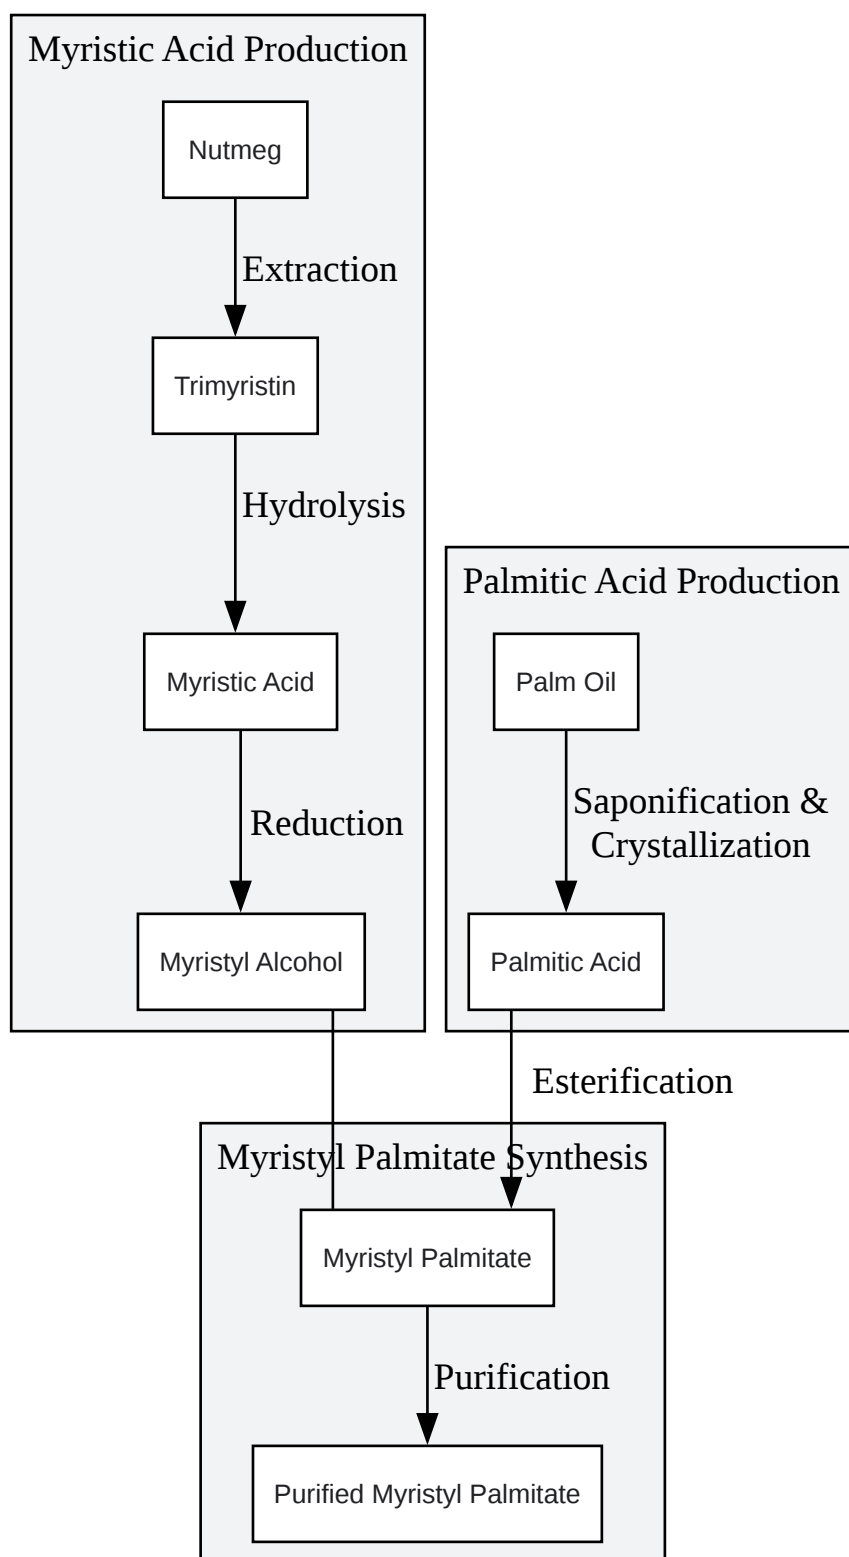 Myristic Acid Production
Nutmeg
Extraction
Trimyristin
Hydrolysis
Myristic Acid
Reduction
Myristyl Alcohol
Palmitic Acid Production
Palm Oil
Saponification &
Crystallization
Palmitic Acid
Esterification
Myristyl Palmitate Synthesis
Myristyl Palmitate
Purification
Purified Myristyl Palmitate